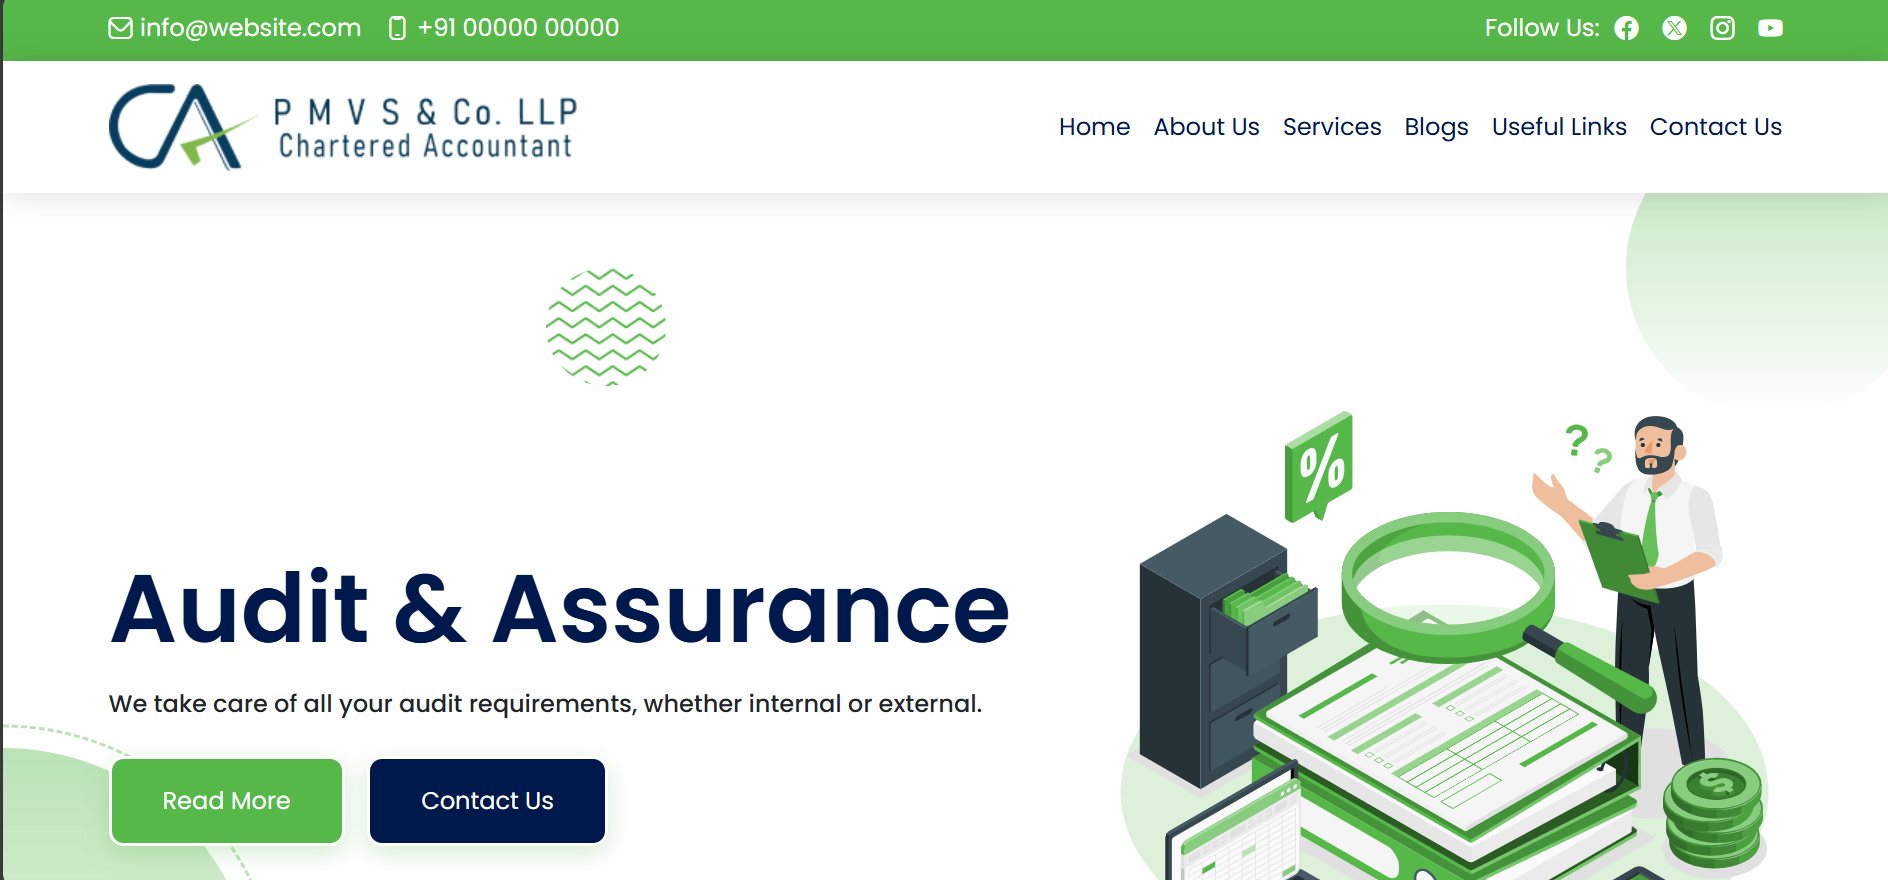 info@website.com +91 00000 00000 Follow Us:
CA P M V S & Co. LLP
Chartered Accountant
Home About Us Services Blogs Useful Links Contact Us
%
? ?
Audit & Assurance
We take care of all your audit requirements, whether internal or external.
Read More Contact Us
$